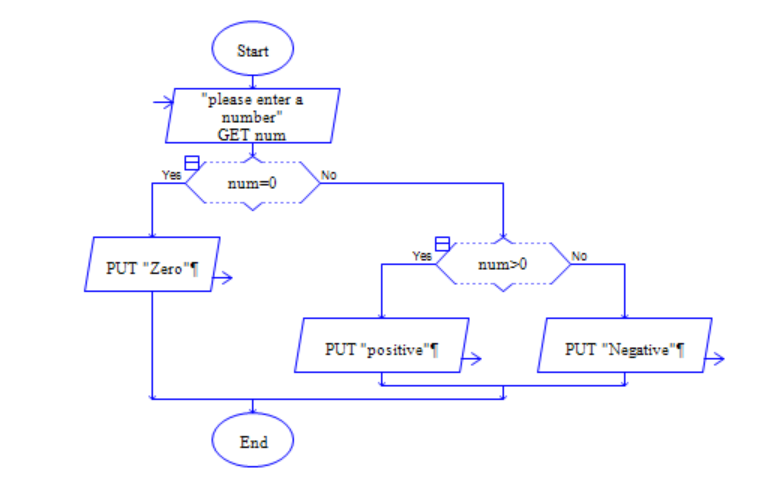 Start
"please enter a
number"
GET num
Yes
num=0
No
PUT "Zero"¶
Yes
num>0
No
PUT "positive"¶
PUT "Negative"¶
End